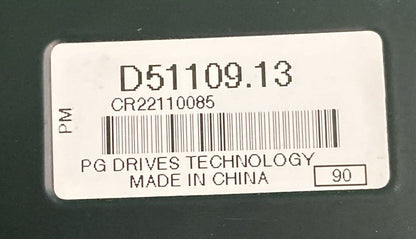 D51109.13
CR22110085
PM
PG DRIVES TECHNOLOGY
MADE IN CHINA
90